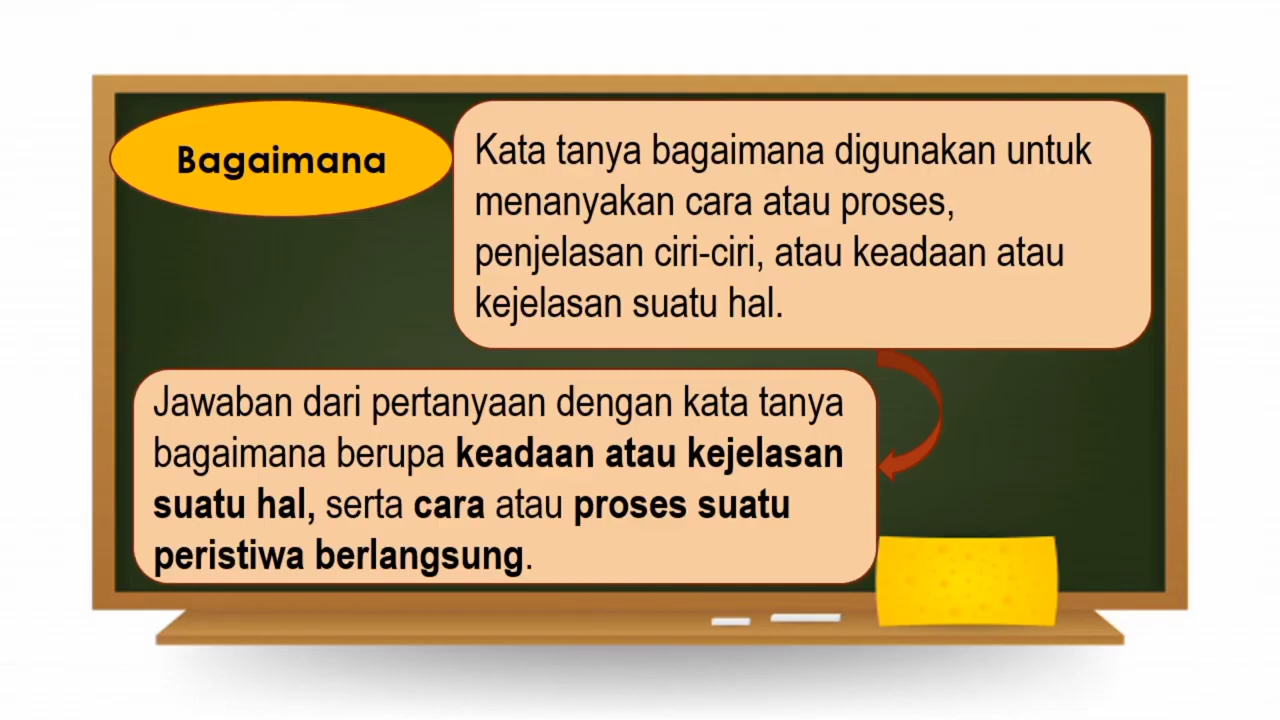 Bagaimana
Kata tanya bagaimana digunakan untuk
menanyakan cara atau proses,
penjelasan ciri-ciri, atau keadaan atau
kejelasan suatu hal.
Jawaban dari pertanyaan dengan kata tanya
bagaimana berupa keadaan atau kejelasan
suatu hal, serta cara atau proses suatu
peristiwa berlangsung.